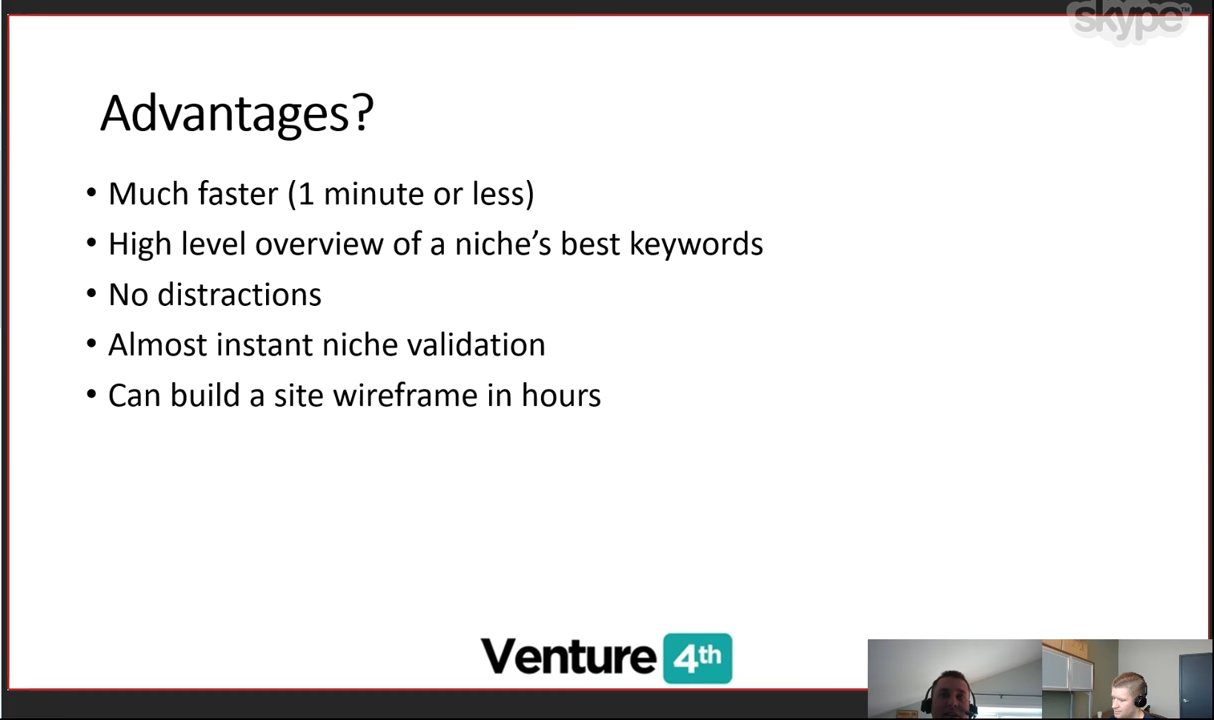 skype™
Advantages?
• Much faster (1 minute or less)
• High level overview of a niche’s best keywords
• No distractions
• Almost instant niche validation
• Can build a site wireframe in hours
Venture 4th